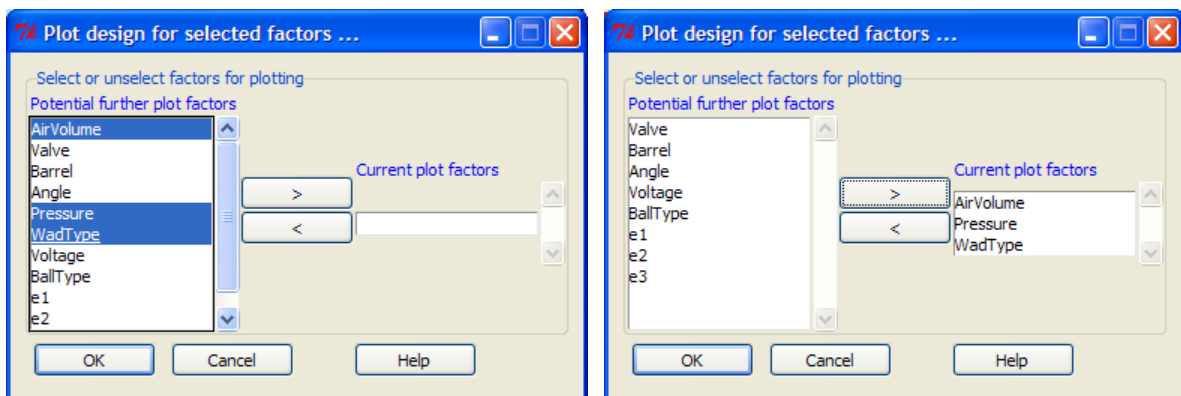 Plot design for selected factors ...
Select or unselect factors for plotting
Potential further plot factors
AirVolume
Valve
Barrel
Angle
Pressure
WadType
Voltage
BallType
e1
e2
>
<
Current plot factors
OK
Cancel
Help
Plot design for selected factors ...
Select or unselect factors for plotting
Potential further plot factors
Valve
Barrel
Angle
Voltage
BallType
e1
e2
e3
>
<
Current plot factors
AirVolume
Pressure
WadType
OK
Cancel
Help